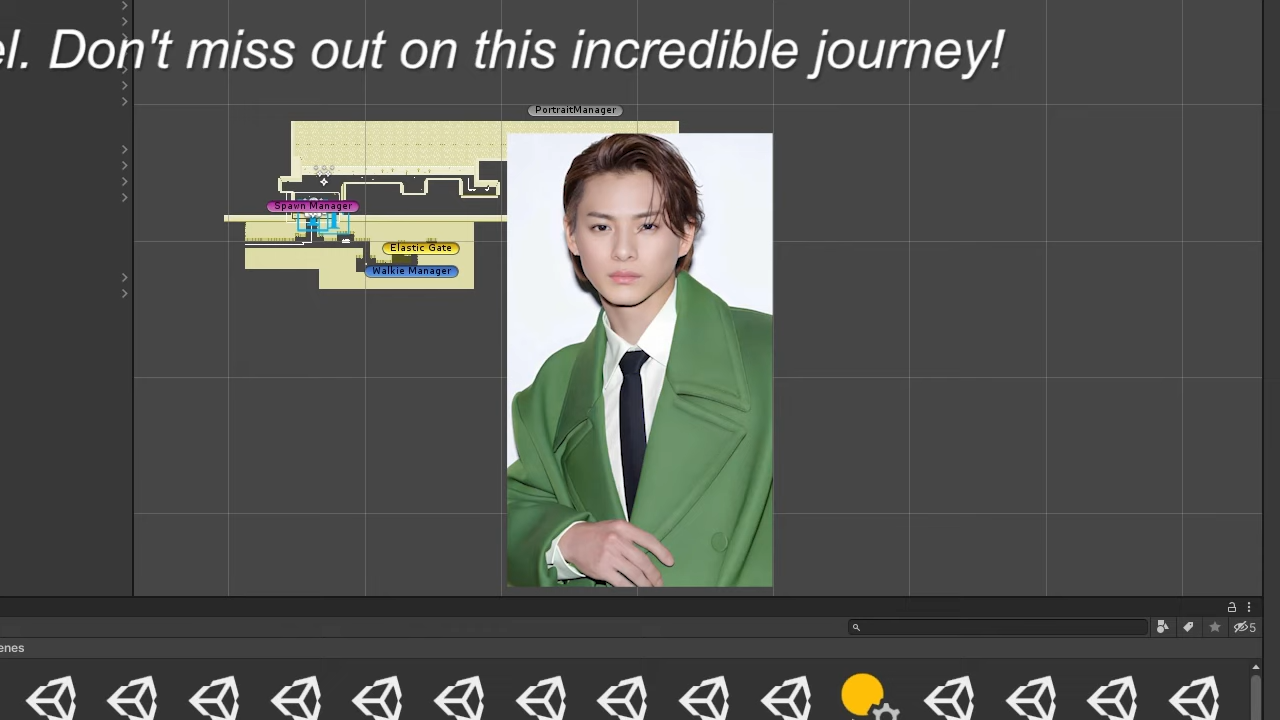 el. Don't miss out on this incredible journey!
PortraitManager
Spawn Manager
Elastic Gate
Walkie Manager
5
enes